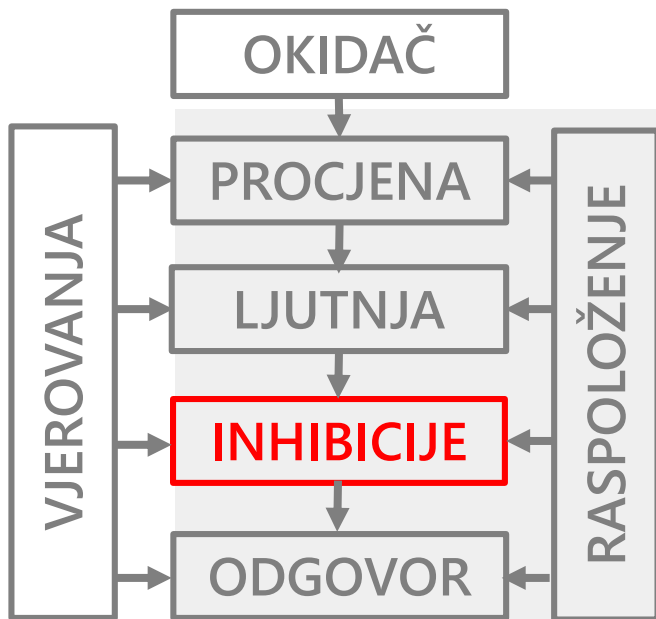 OKIDAČ
PROCJENA
LJUTNJA
INHIBICIJE
ODGOVOR
VJEROVANJA
RASPOLOŽENJE